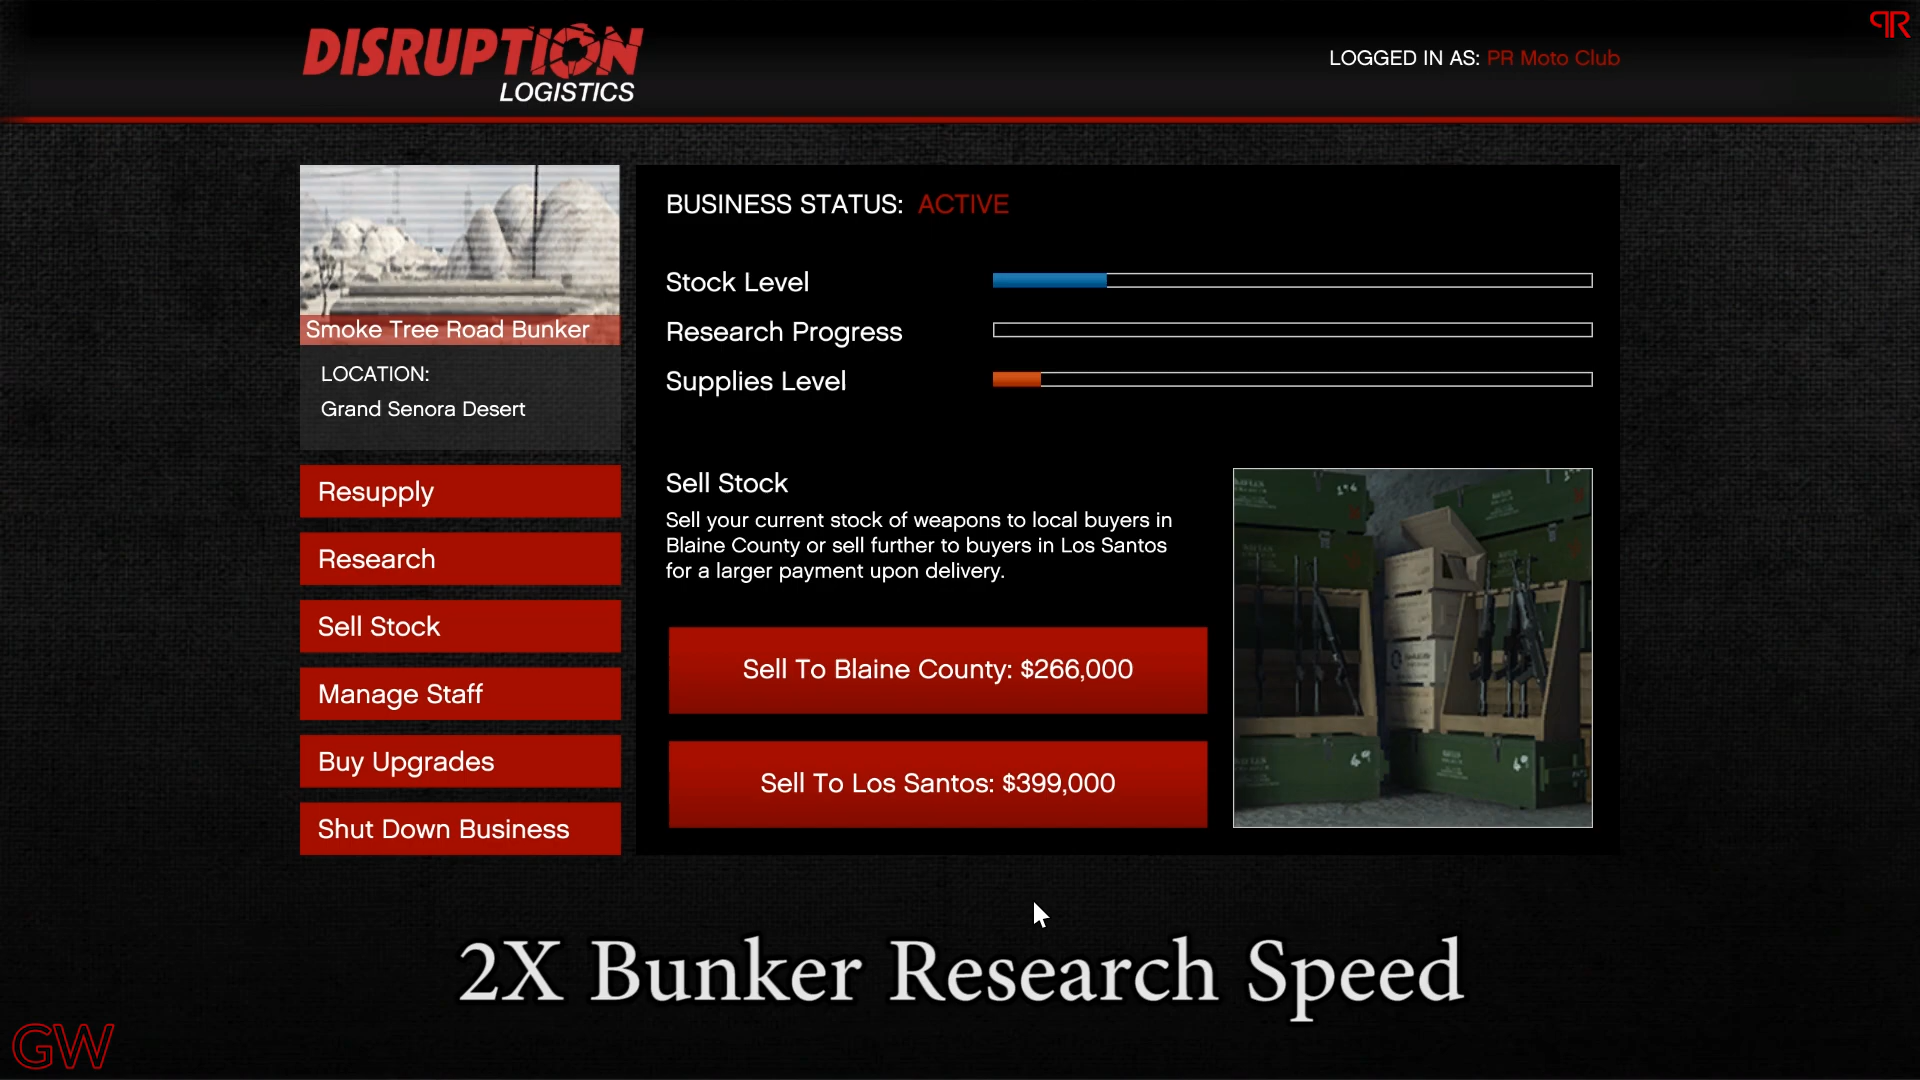 DISRUPTION
LOGISTICS
LOGGED IN AS: PR Moto Club
PR
Smoke Tree Road Bunker
LOCATION:
Grand Senora Desert
Resupply
Research
Sell Stock
Manage Staff
Buy Upgrades
Shut Down Business
BUSINESS STATUS: ACTIVE
Stock Level
Research Progress
Supplies Level
Sell Stock
Sell your current stock of weapons to local buyers in
Blaine County or sell further to buyers in Los Santos
for a larger payment upon delivery.
Sell To Blaine County: $266,000
Sell To Los Santos: $399,000
2X Bunker Research Speed
GW